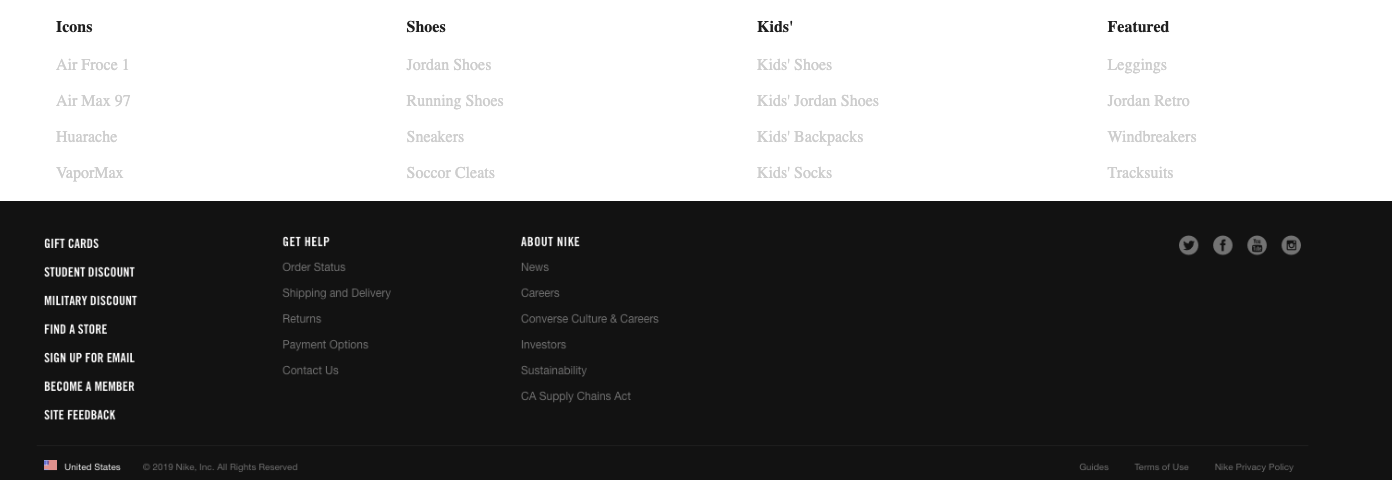 Icons
Air Froce 1
Air Max 97
Huarache
VaporMax
Shoes
Jordan Shoes
Running Shoes
Sneakers
Soccor Cleats
Kids'
Kids' Shoes
Kids' Jordan Shoes
Kids' Backpacks
Kids' Socks
Featured
Leggings
Jordan Retro
Windbreakers
Tracksuits
GIFT CARDS
STUDENT DISCOUNT
MILITARY DISCOUNT
FIND A STORE
SIGN UP FOR EMAIL
BECOME A MEMBER
SITE FEEDBACK
GET HELP
Order Status
Shipping and Delivery
Returns
Payment Options
Contact Us
ABOUT NIKE
News
Careers
Converse Culture & Careers
Investors
Sustainability
CA Supply Chains Act
You Tube
United States
© 2019 Nike, Inc. All Rights Reserved
Guides
Terms of Use
Nike Privacy Policy